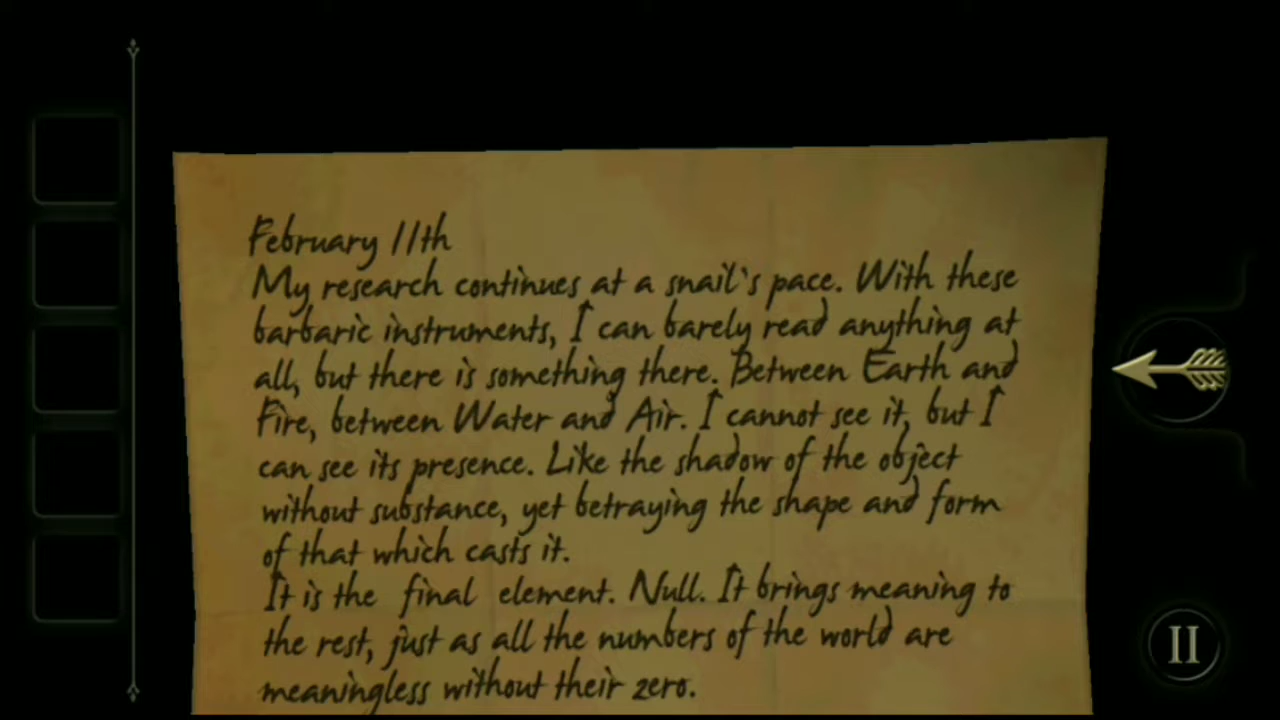 February 11th
My research continues at a snail's pace. With these
barbaric instruments, I can barely read anything at
all, but there is something there. Between Earth and
Fire, between Water and Air. I cannot see it, but I
can see its presence. Like the shadow of the object
without substance, yet betraying the shape and form
of that which casts it.
It is the final element. Null. It brings meaning to
the rest, just as all the numbers of the world are
meaningless without their zero.